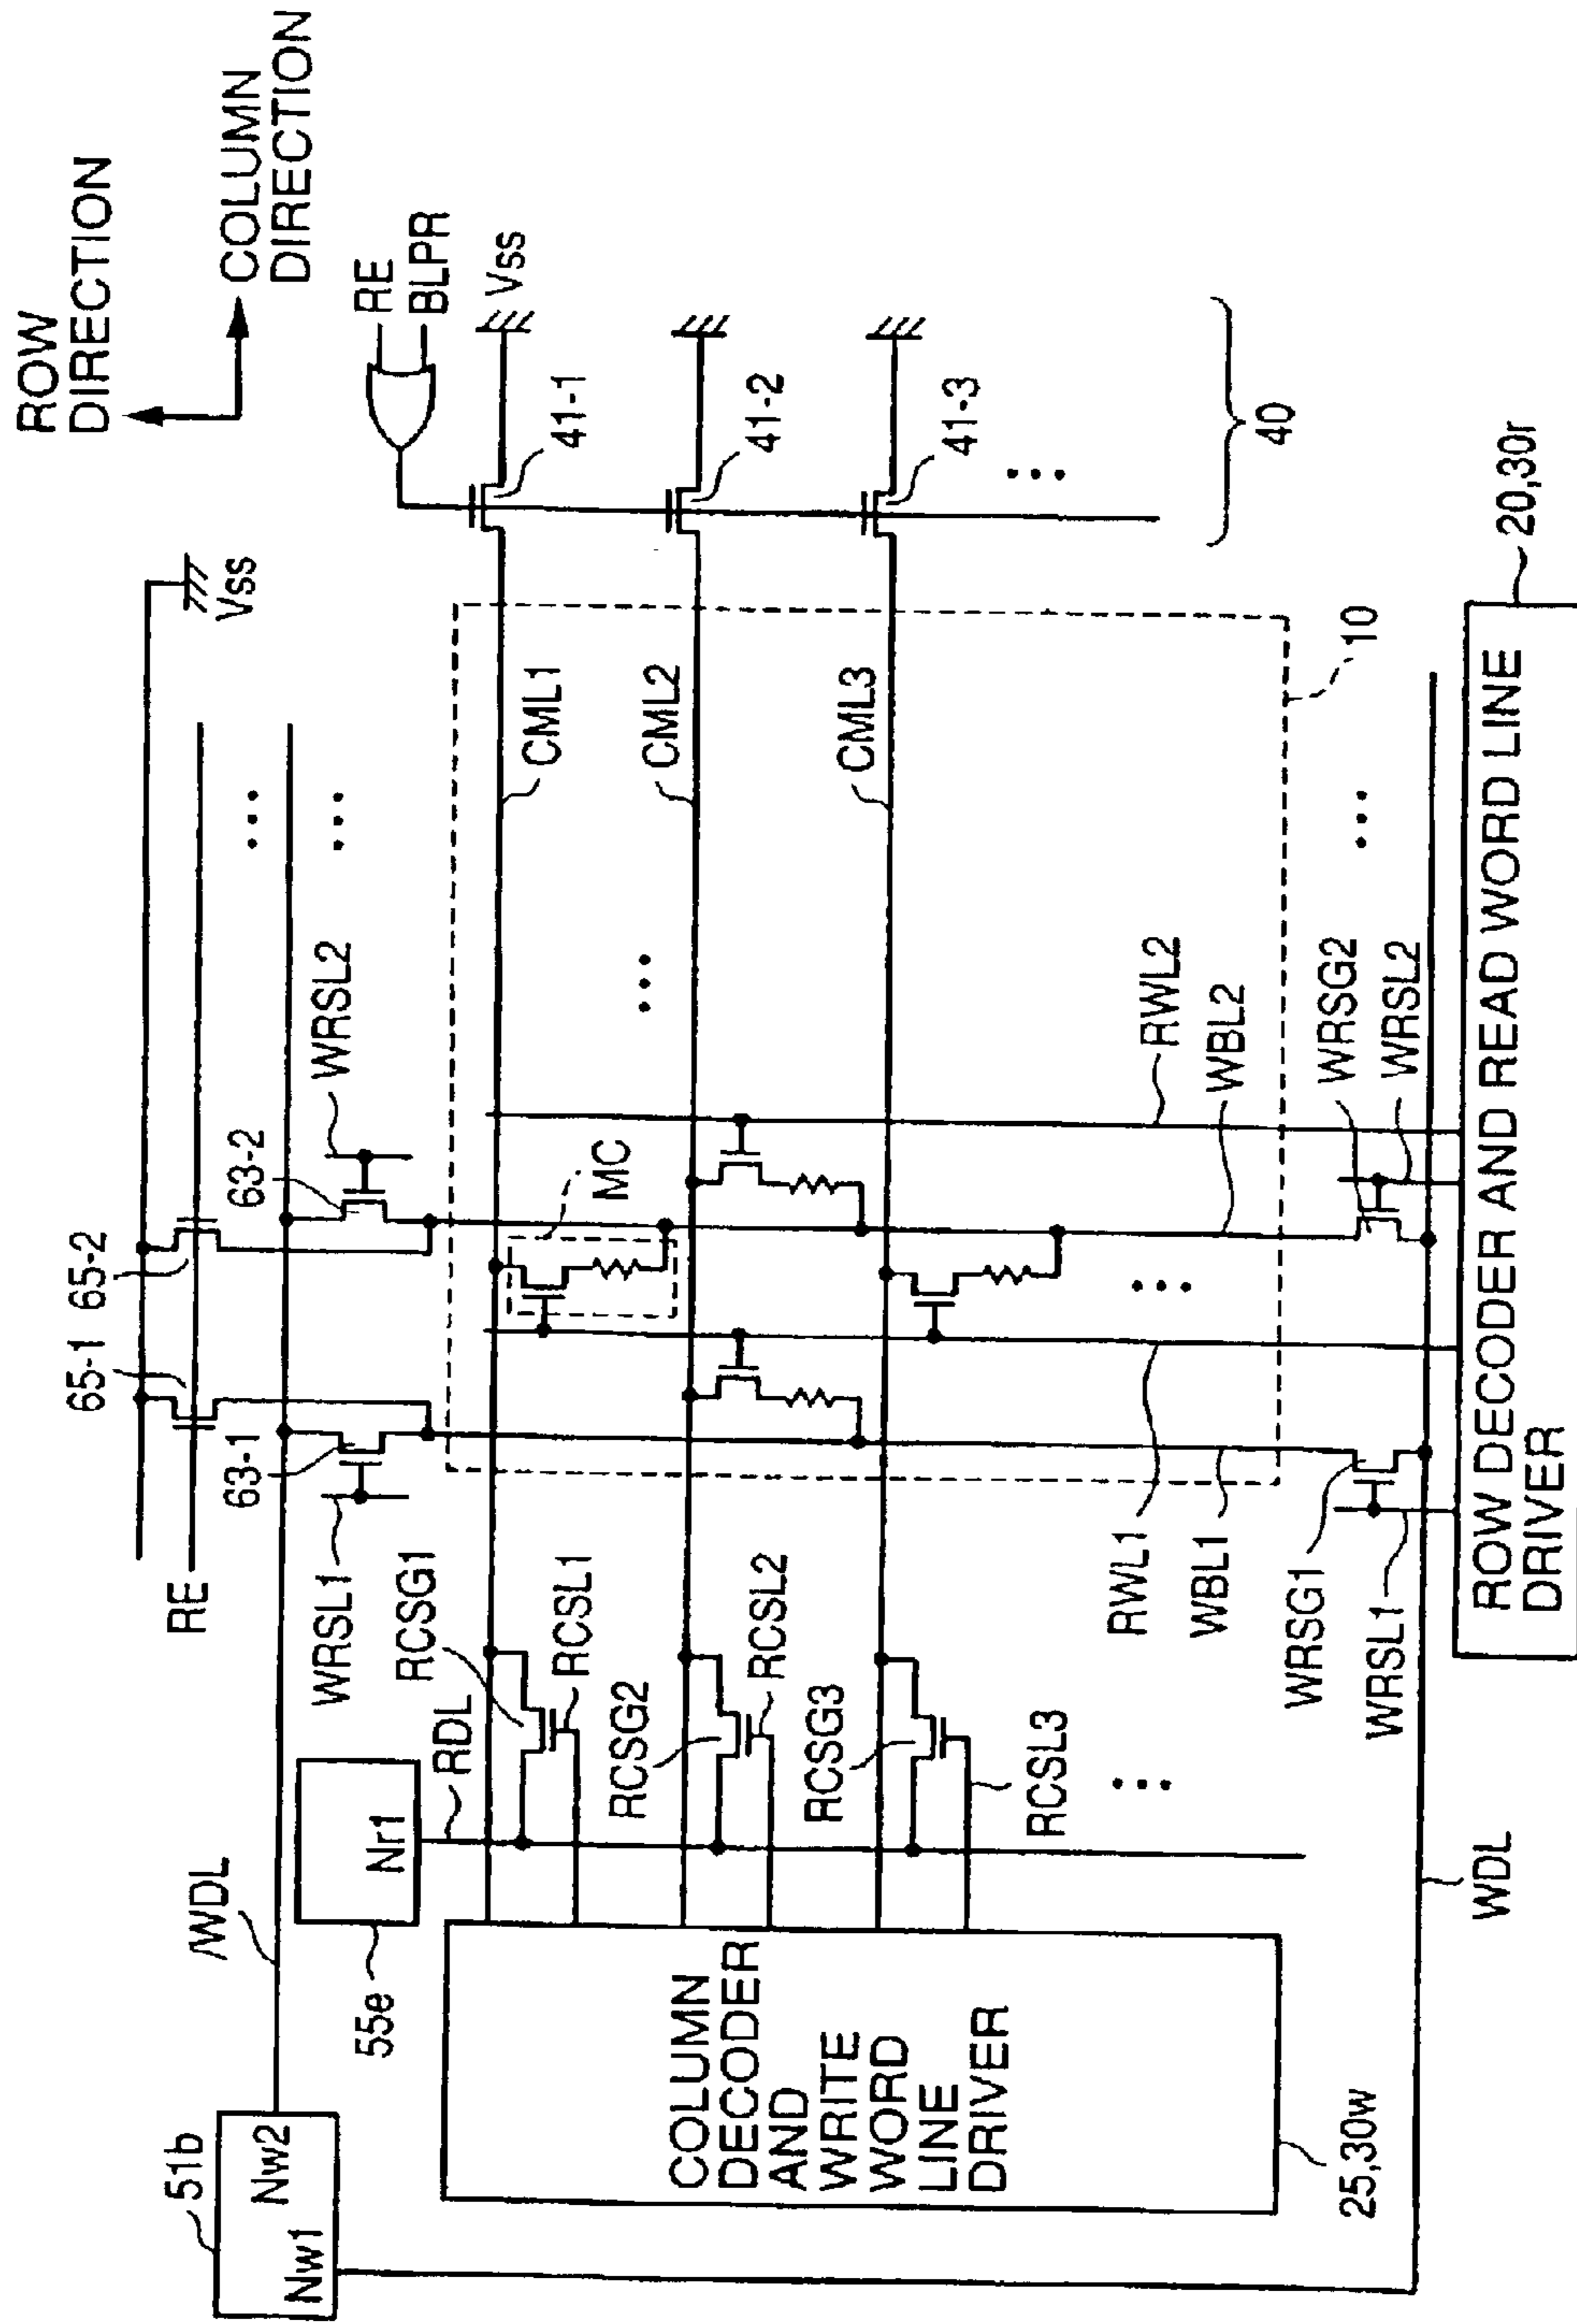 ROW
DIRECTION
COLUMN
DIRECTION
51b
Nw2
Nw1
/WDL
55e
Nr1
RDL
RE
WRSL1
63-1
65-1
65-2
63-2
WRSL2
Vss
RE
BLPR
Vss
RCSG1
RCSL1
RCSG2
RCSL2
RCSG3
RCSL3
MC
CML1
CML2
CML3
41-1
41-2
41-3
40
COLUMN
DECODER
AND
WRITE
WORD
LINE
DRIVER
25,30w
RWL1
WBL1
RWL2
WBL2
10
WRSG1
WRSL1
WRSG2
WRSL2
WDL
20,30r
ROW DECODER AND READ WORD LINE
DRIVER